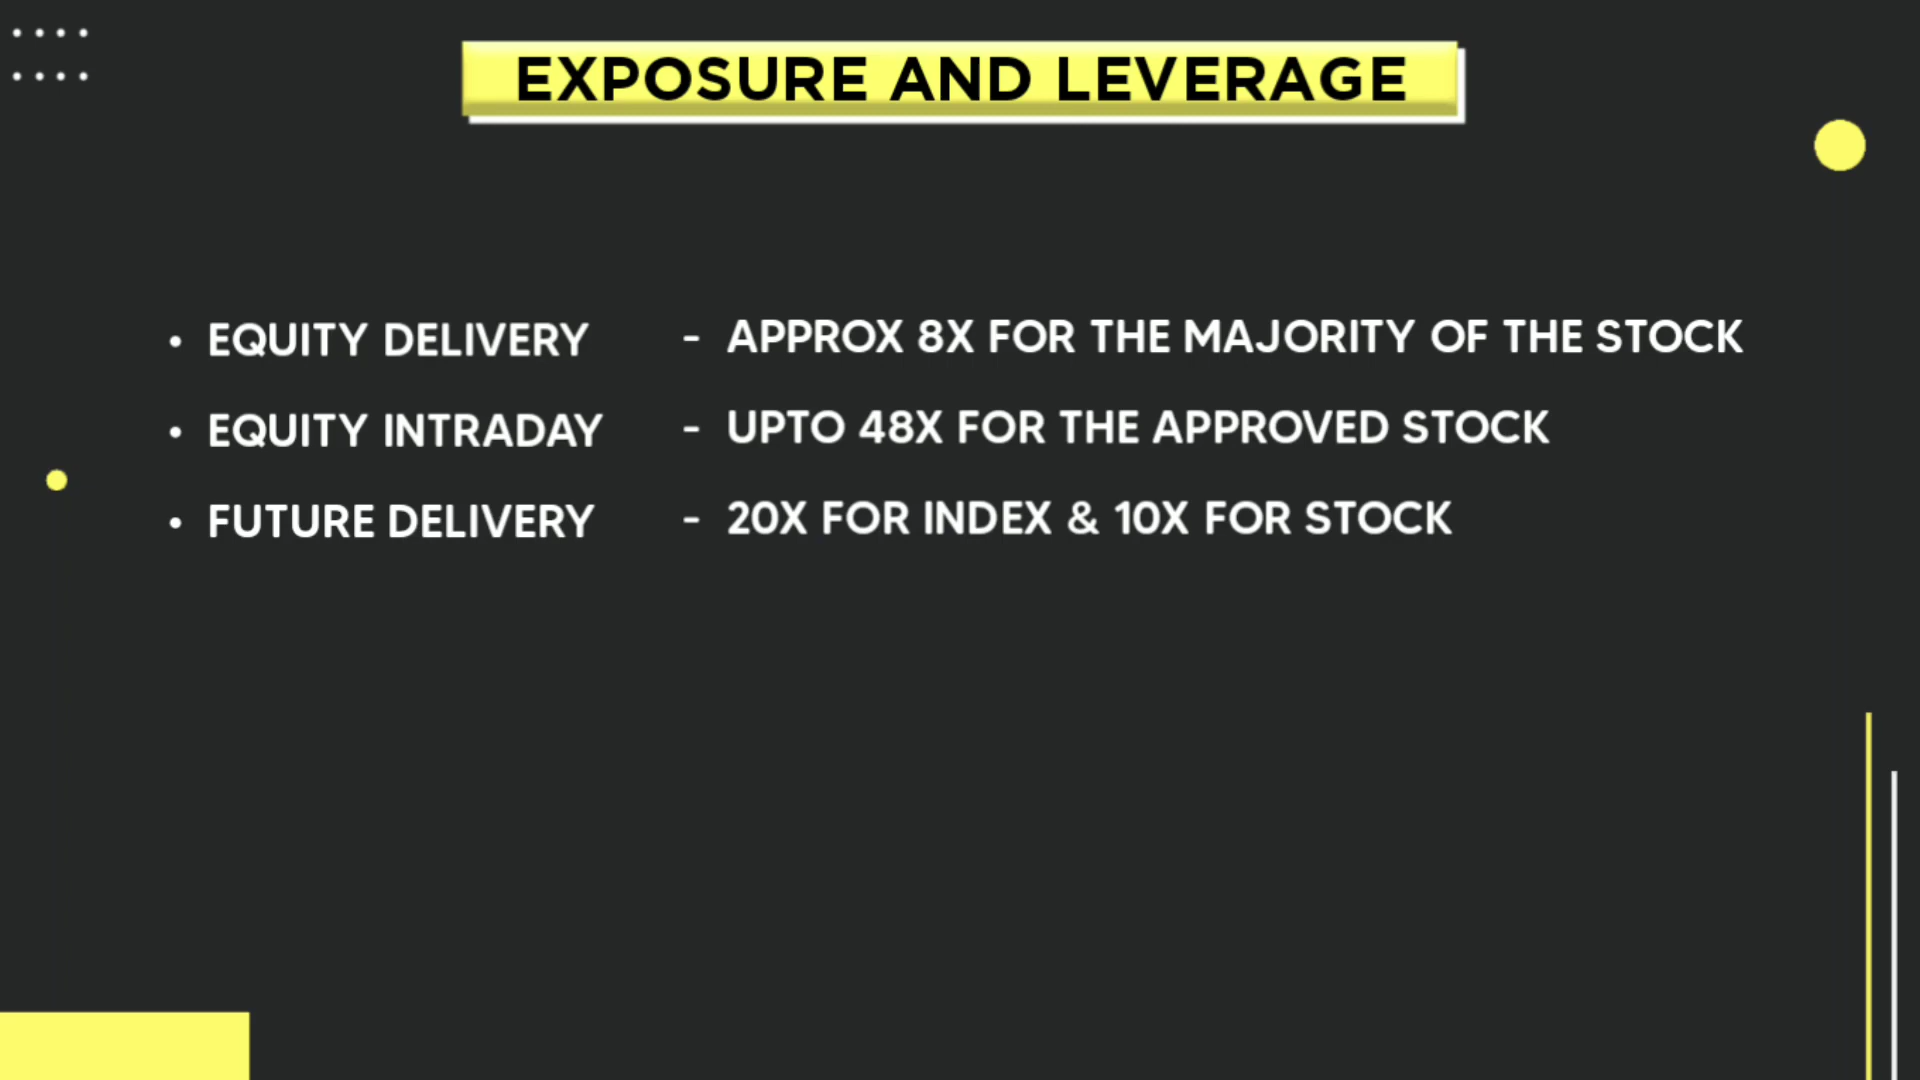 EXPOSURE AND LEVERAGE
• EQUITY DELIVERY - APPROX 8X FOR THE MAJORITY OF THE STOCK
• EQUITY INTRADAY - UPTO 48X FOR THE APPROVED STOCK
• FUTURE DELIVERY - 20X FOR INDEX & 10X FOR STOCK